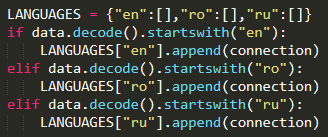 LANGUAGES = {"en":[],"ro":[],"ru":[]}
if data.decode().startswith("en"):
    LANGUAGES["en"].append(connection)
elif data.decode().startswith("ro"):
    LANGUAGES["ro"].append(connection)
elif data.decode().startswith("ru"):
    LANGUAGES["ru"].append(connection)